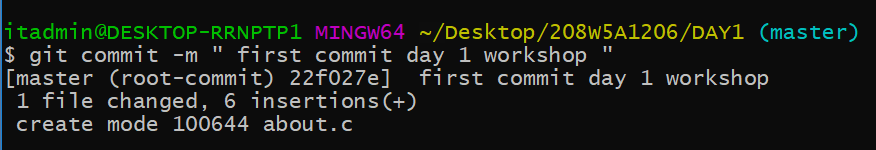 itadmin@DESKTOP-RRNPTP1 MINGW64 ~/Desktop/208W5A1206/DAY1 (master)
$ git commit -m " first commit day 1 workshop "
[master (root-commit) 22f027e]  first commit day 1 workshop
 1 file changed, 6 insertions(+)
 create mode 100644 about.c